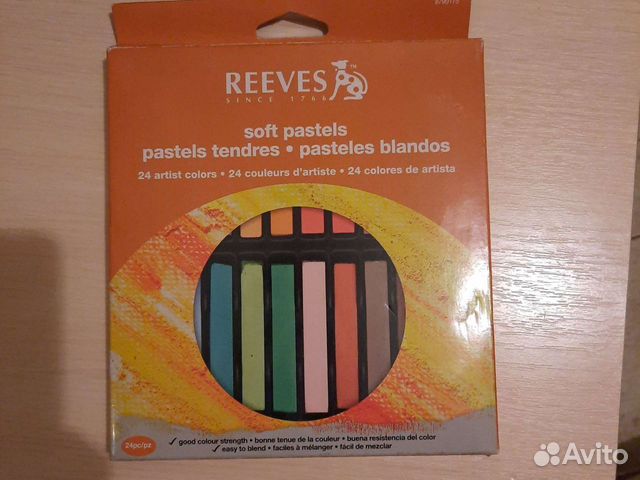 REEVES™
SINCE 1766
soft pastels
pastels tendres • pasteles blandos
24 artist colors • 24 couleurs d'artiste • 24 colores de artista
24pc/pz
✓ good colour strength • bonne tenue de la couleur • buena resistencia del color
✓ easy to blend • faciles à mélanger • fácil de mezclar
Avito